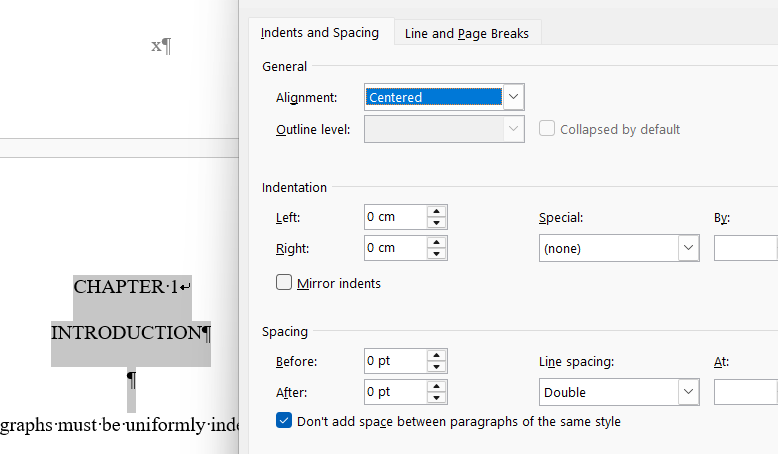 x¶
CHAPTER·1↵
INTRODUCTION¶
¶
graphs·must·be·uniformly·inde
Indents and Spacing
Line and Page Breaks
General
Alignment: Centered
Outline level: Collapsed by default
Indentation
Left: 0 cm Special: By:
Right: 0 cm (none)
Mirror indents
Spacing
Before: 0 pt Line spacing: At:
After: 0 pt Double
Don't add space between paragraphs of the same style